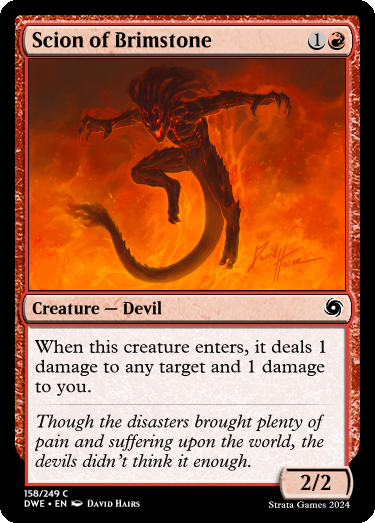 Scion of Brimstone
1
Creature — Devil
When this creature enters, it deals 1
damage to any target and 1 damage
to you.
Though the disasters brought plenty of
pain and suffering upon the world, the
devils didn't think it enough.
2/2
158/249 C
DWE • EN David Hairs
Strata Games 2024